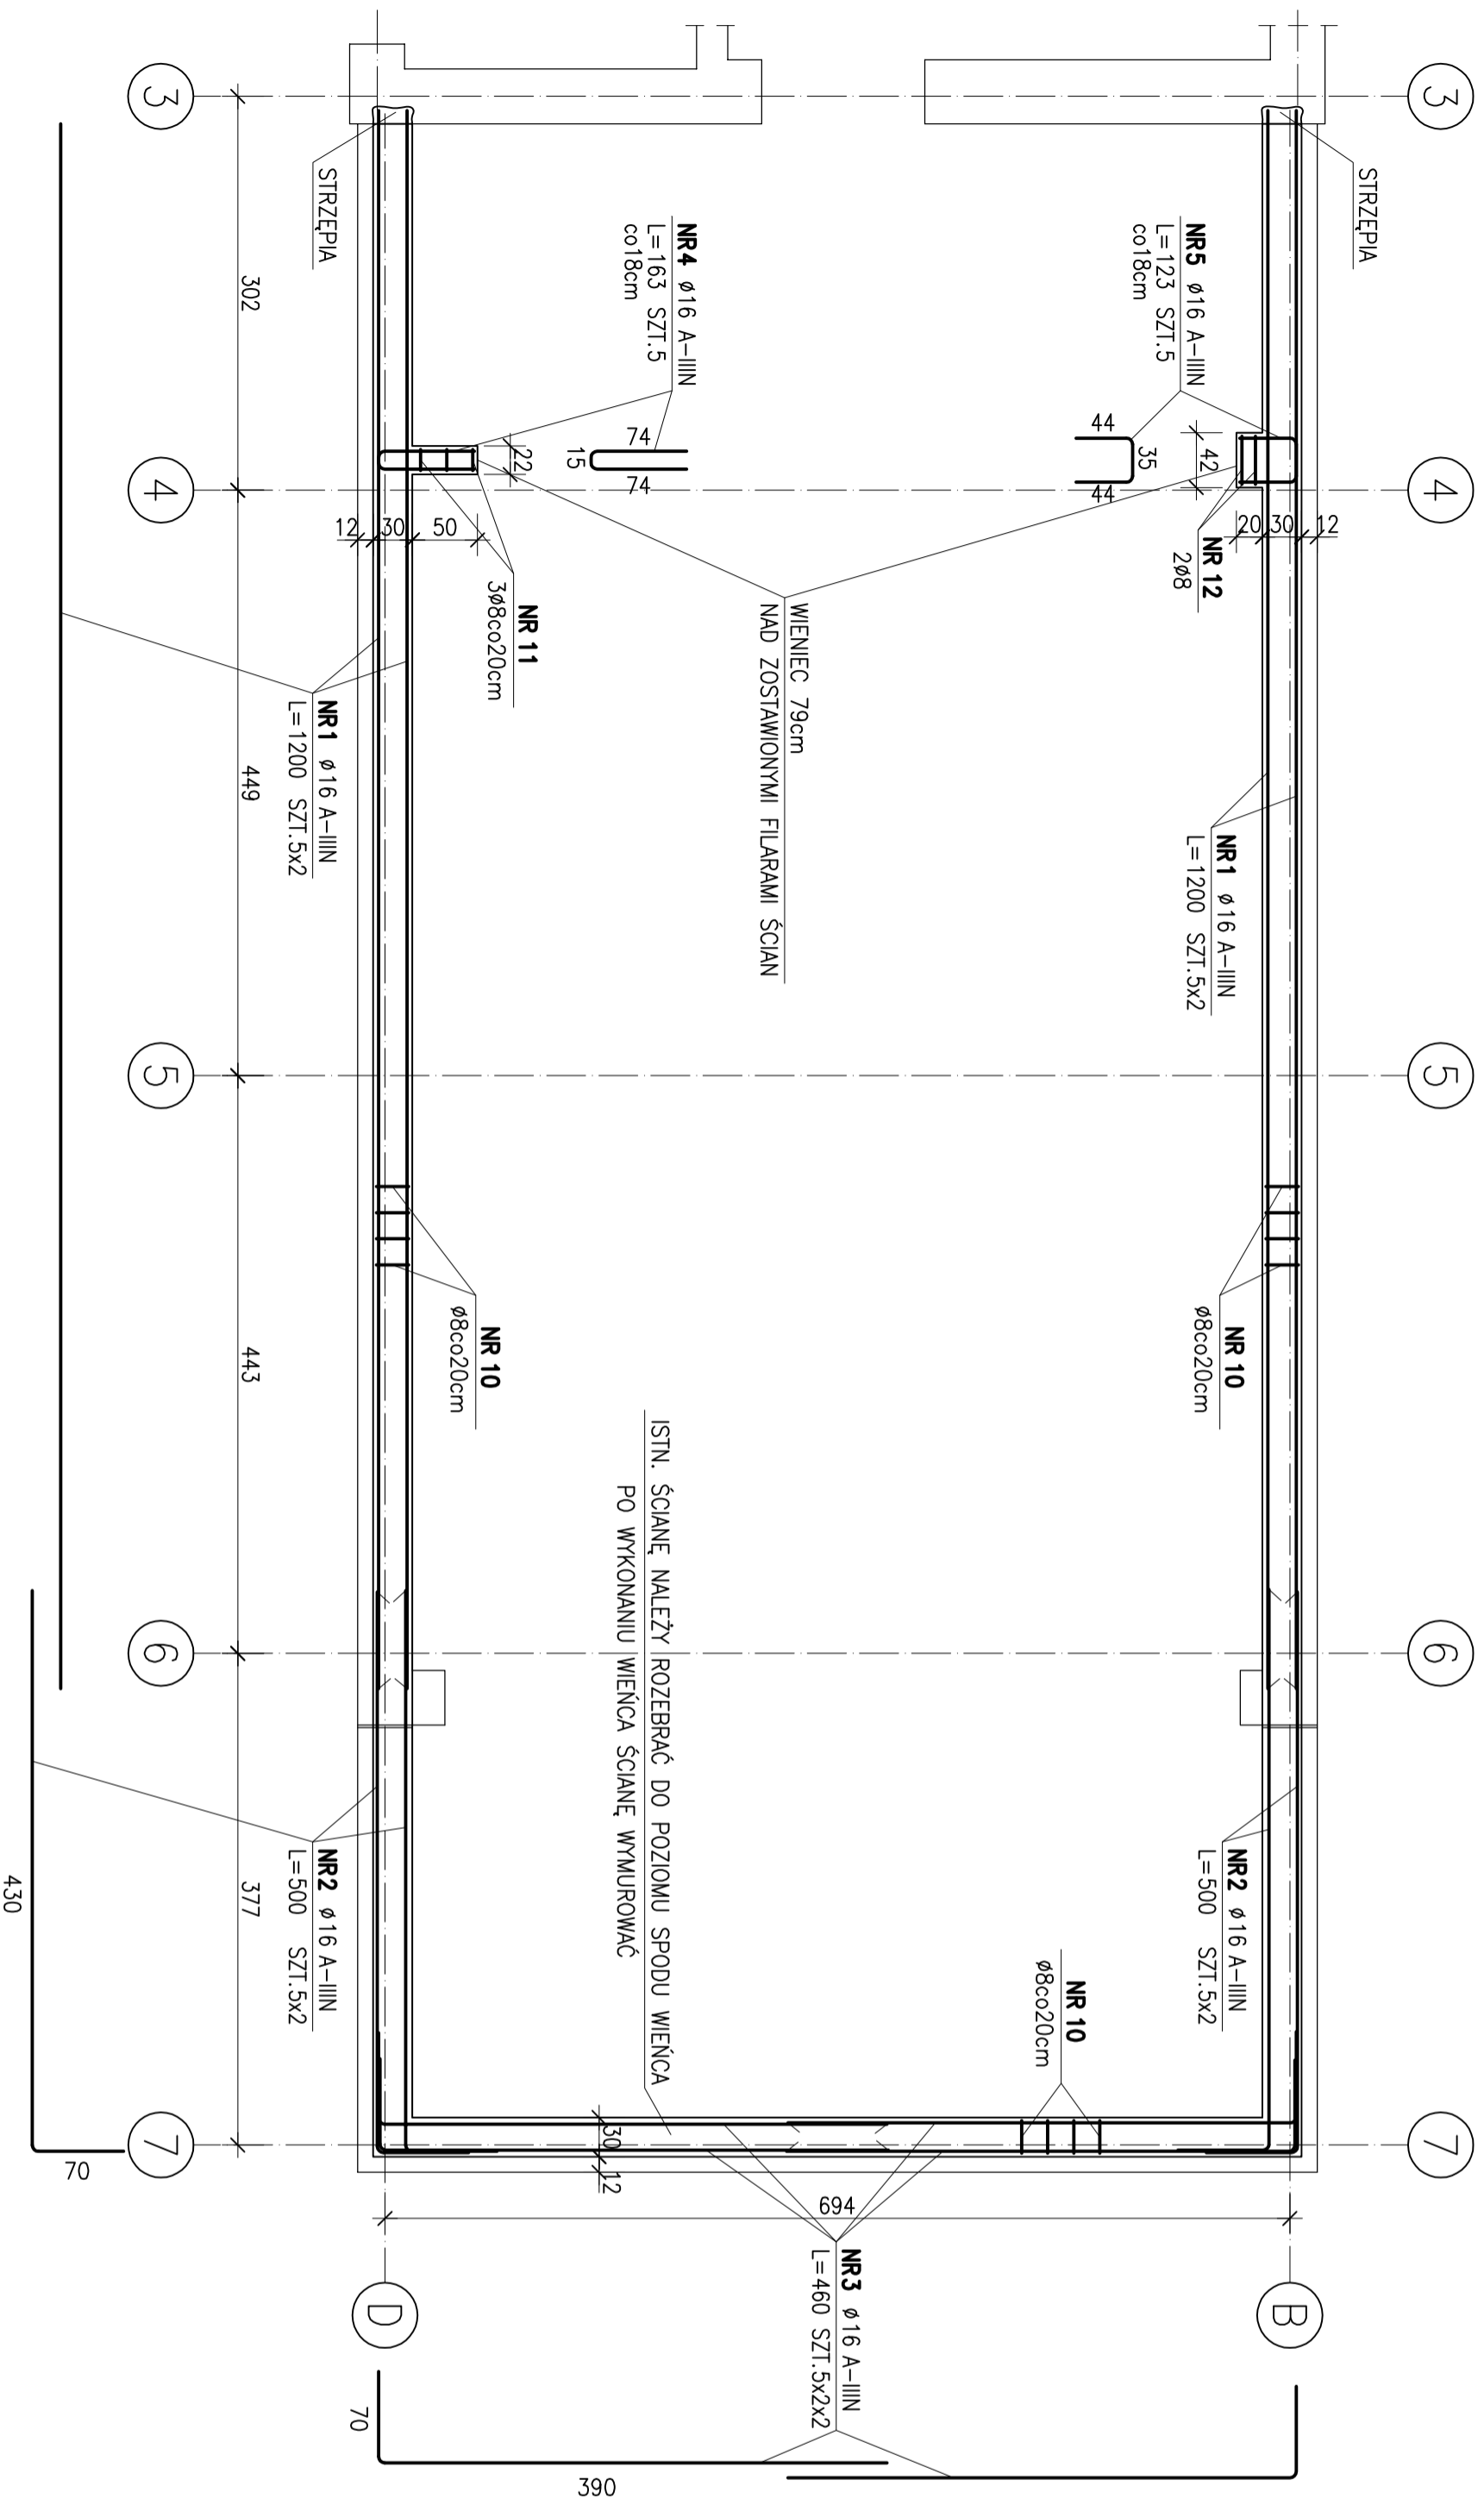 3
4
5
6
7
STRZĘPIA
NR5 ø16 A-IIIN
L=123 SZT.5
co18cm
44
35
44
42
20
30
12
NR 12
2ø8
NR1 ø16 A-IIIN
L=1200 SZT.5x2
NR 10
ø8co20cm
NR2 ø16 A-IIIN
L=500 SZT.5x2
NR 10
ø8co20cm
WIENIEC 79cm
NAD ZOSTAWIONYMI FILARAMI ŚCIAN
NR4 ø16 A-IIIN
L=163 SZT.5
co18cm
74
15
74
22
12
30
50
NR 11
3ø8co20cm
NR 10
ø8co20cm
ISTN. ŚCIANĘ NALEŻY ROZEBRAĆ DO POZIOMU SPODU WIEŃCA
PO WYKONANIU WIEŃCA ŚCIANĘ WYMUROWAĆ
30
12
694
B
D
NR3 ø16 A-IIIN
L=460 SZT.5x2x2
70
390
STRZĘPIA
NR1 ø16 A-IIIN
L=1200 SZT.5x2
NR2 ø16 A-IIIN
L=500 SZT.5x2
302
449
443
377
3
4
5
6
7
430
70